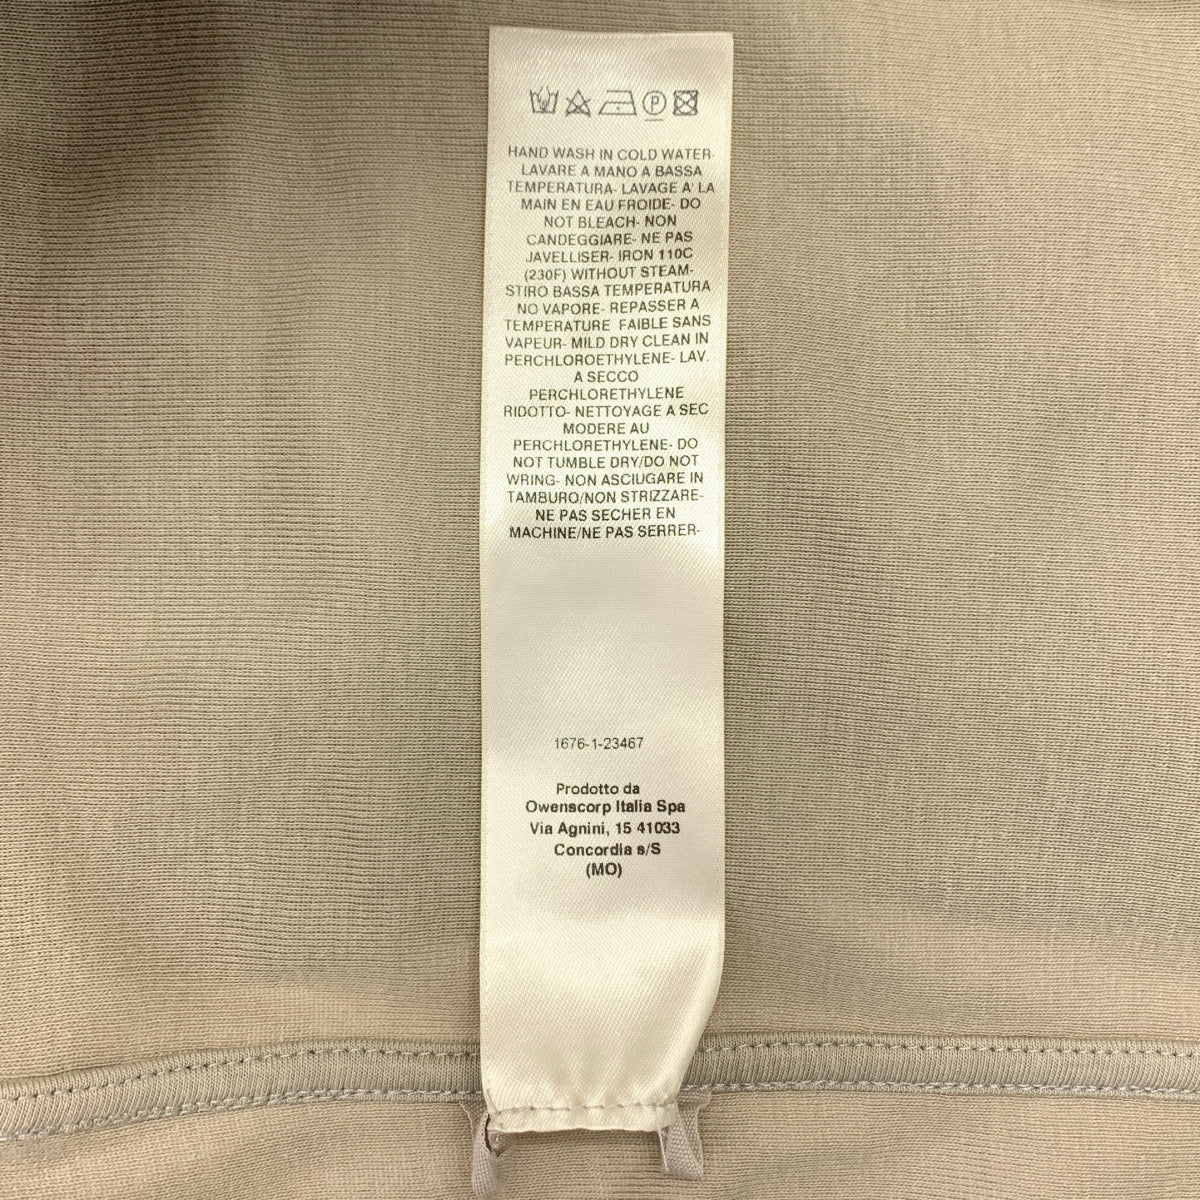 HAND WASH IN COLD WATER-
LAVARE A MANO A BASSA
TEMPERATURA- LAVAGE A' LA
MAIN EN EAU FROIDE- DO
NOT BLEACH- NON
CANDEGGIARE- NE PAS
JAVELLISER- IRON 110C
(230F) WITHOUT STEAM-
STIRO BASSA TEMPERATURA
NO VAPORE- REPASSER A
TEMPERATURE FAIBLE SANS
VAPEUR- MILD DRY CLEAN IN
PERCHLOROETHYLENE- LAV.
A SECCO
PERCHLORETHYLENE
RIDOTTO- NETTOYAGE A SEC
MODERE AU
PERCHLORETHYLENE- DO
NOT TUMBLE DRY/DO NOT
WRING- NON ASCIUGARE IN
TAMBURO/NON STRIZZARE-
NE PAS SECHER EN
MACHINE/NE PAS SERRER-
1676-1-23467
Prodotto da
Owenscorp Italia Spa
Via Agnini, 15 41033
Concordia s/S
(MO)